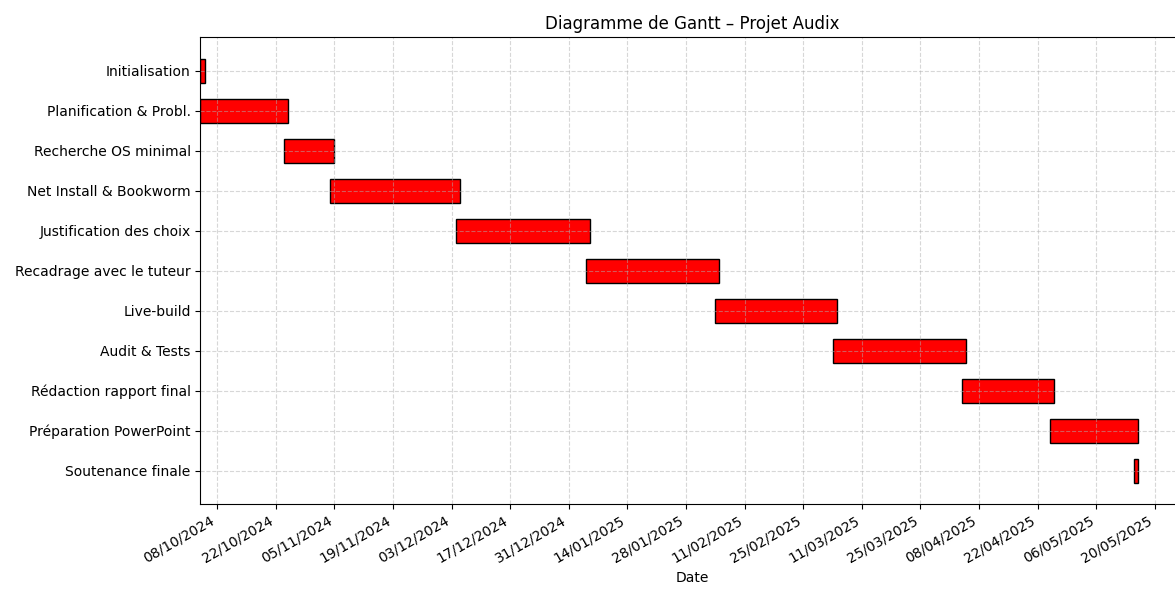 Diagramme de Gantt – Projet Audix
Initialisation
Planification & Probl.
Recherche OS minimal
Net Install & Bookworm
Justification des choix
Recadrage avec le tuteur
Live-build
Audit & Tests
Rédaction rapport final
Préparation PowerPoint
Soutenance finale
08/10/2024
22/10/2024
05/11/2024
19/11/2024
03/12/2024
17/12/2024
31/12/2024
14/01/2025
28/01/2025
11/02/2025
25/02/2025
11/03/2025
25/03/2025
08/04/2025
22/04/2025
06/05/2025
20/05/2025
Date